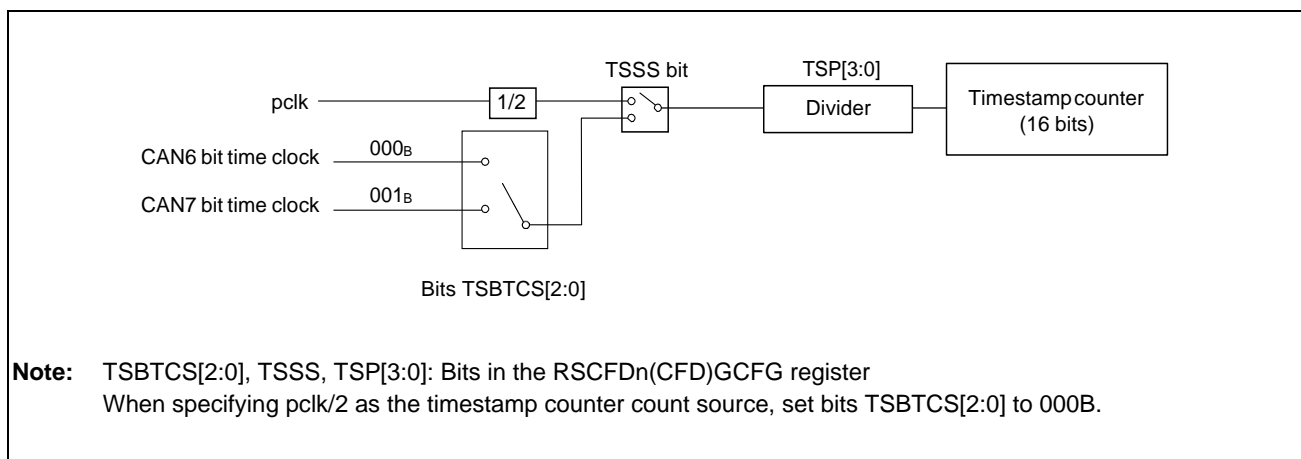 TSSS bit
TSP[3:0]
pclk
1/2
Divider
Timestamp counter
(16 bits)
CAN6 bit time clock
000B
CAN7 bit time clock
001B
Bits TSBTCS[2:0]
Note: TSBTCS[2:0], TSSS, TSP[3:0]: Bits in the RSCFDn(CFD)GCFG register
When specifying pclk/2 as the timestamp counter count source, set bits TSBTCS[2:0] to 000B.